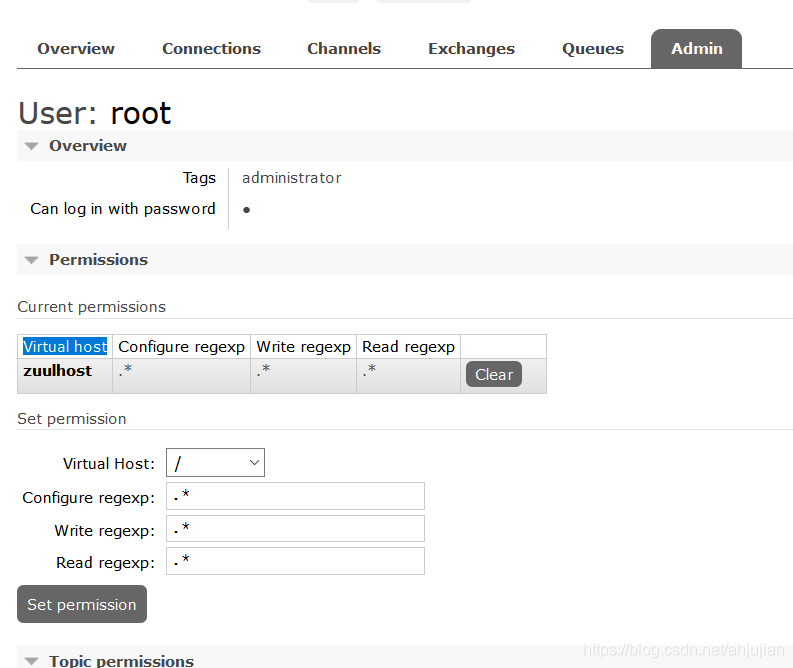 Overview Connections Channels Exchanges Queues Admin
User: root
Overview
Tags administrator
Can log in with password ●
Permissions
Current permissions
Virtual host Configure regexp Write regexp Read regexp
zuulhost .* .* .* Clear
Set permission
Virtual Host: /
Configure regexp: .*
Write regexp: .*
Read regexp: .*
Set permission
Topic permissions
https://blog.csdn.net/ahjujian